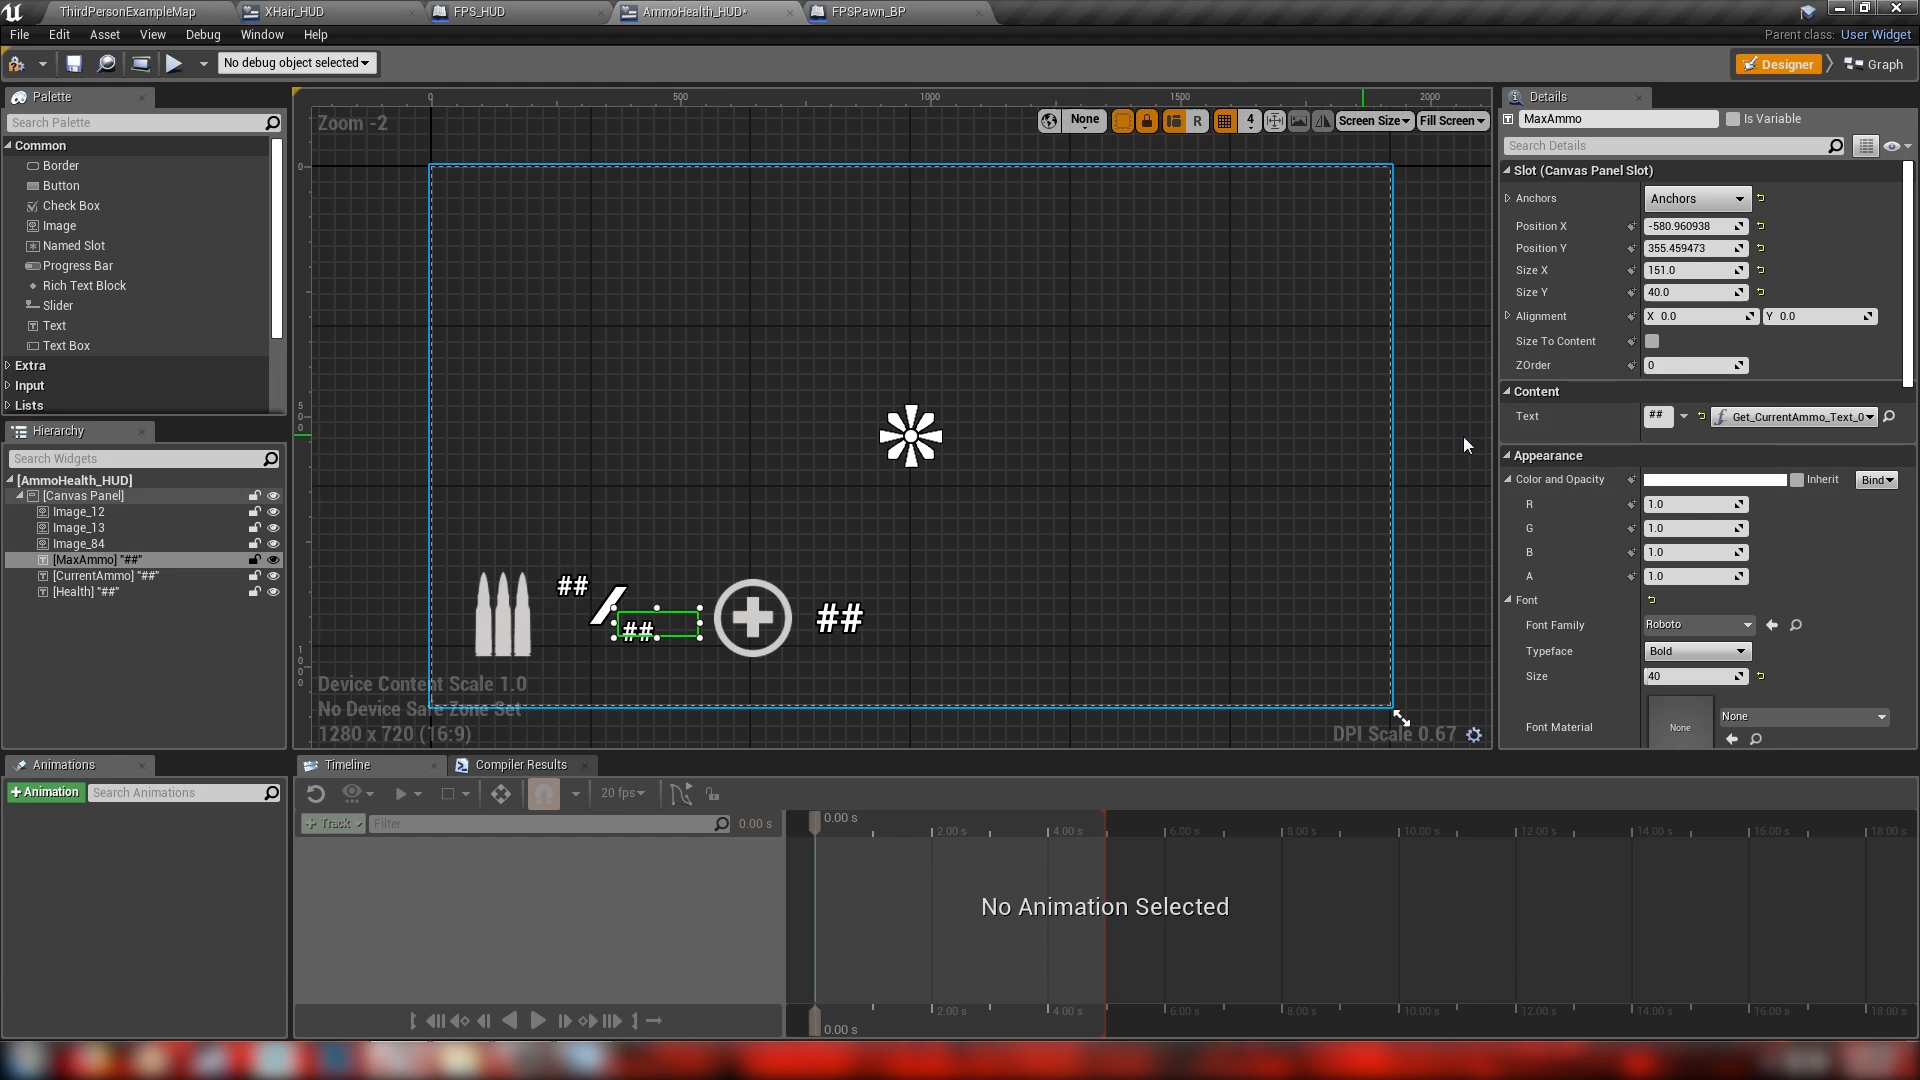 ThirdPersonExampleMap
XHair_HUD
FPS_HUD
AmmoHealth_HUD*
FPSPawn_BP
File Edit Asset View Debug Window Help
Parent class: User Widget
No debug object selected
Designer
Graph
Palette
Search Palette
Common
Border
Button
Check Box
Image
Named Slot
Progress Bar
Rich Text Block
Slider
Text
Text Box
Extra
Input
Lists
Hierarchy
Search Widgets
[AmmoHealth_HUD]
[Canvas Panel]
Image_12
Image_13
Image_84
[MaxAmmo] "##"
[CurrentAmmo] "##"
[Health] "##"
Animations
+Animation
Search Animations
0 500 1000 1500 2000
Zoom -2
None
R
4
Screen Size
Fill Screen
0
500
1000
##
##
##
Device Content Scale 1.0
No Device Safe Zone Set
1280 x 720 (16:9)
DPI Scale 0.67
Details
MaxAmmo
Is Variable
Search Details
Slot (Canvas Panel Slot)
Anchors Anchors
Position X -580.960938
Position Y 355.459473
Size X 151.0
Size Y 40.0
Alignment X 0.0 Y 0.0
Size To Content
ZOrder 0
Content
Text ## Get_CurrentAmmo_Text_0
Appearance
Color and Opacity Inherit Bind
R 1.0
G 1.0
B 1.0
A 1.0
Font
Font Family Roboto
Typeface Bold
Size 40
Font Material None None
Timeline
Compiler Results
20 fps
+ Track
Filter
0.00 s
0.00 s
2.00 s 4.00 s 6.00 s 8.00 s 10.00 s 12.00 s 14.00 s 16.00 s 18.00 s
No Animation Selected
2.00 s 4.00 s 6.00 s 8.00 s 10.00 s 12.00 s 14.00 s 16.00 s 18.00 s
0.00 s